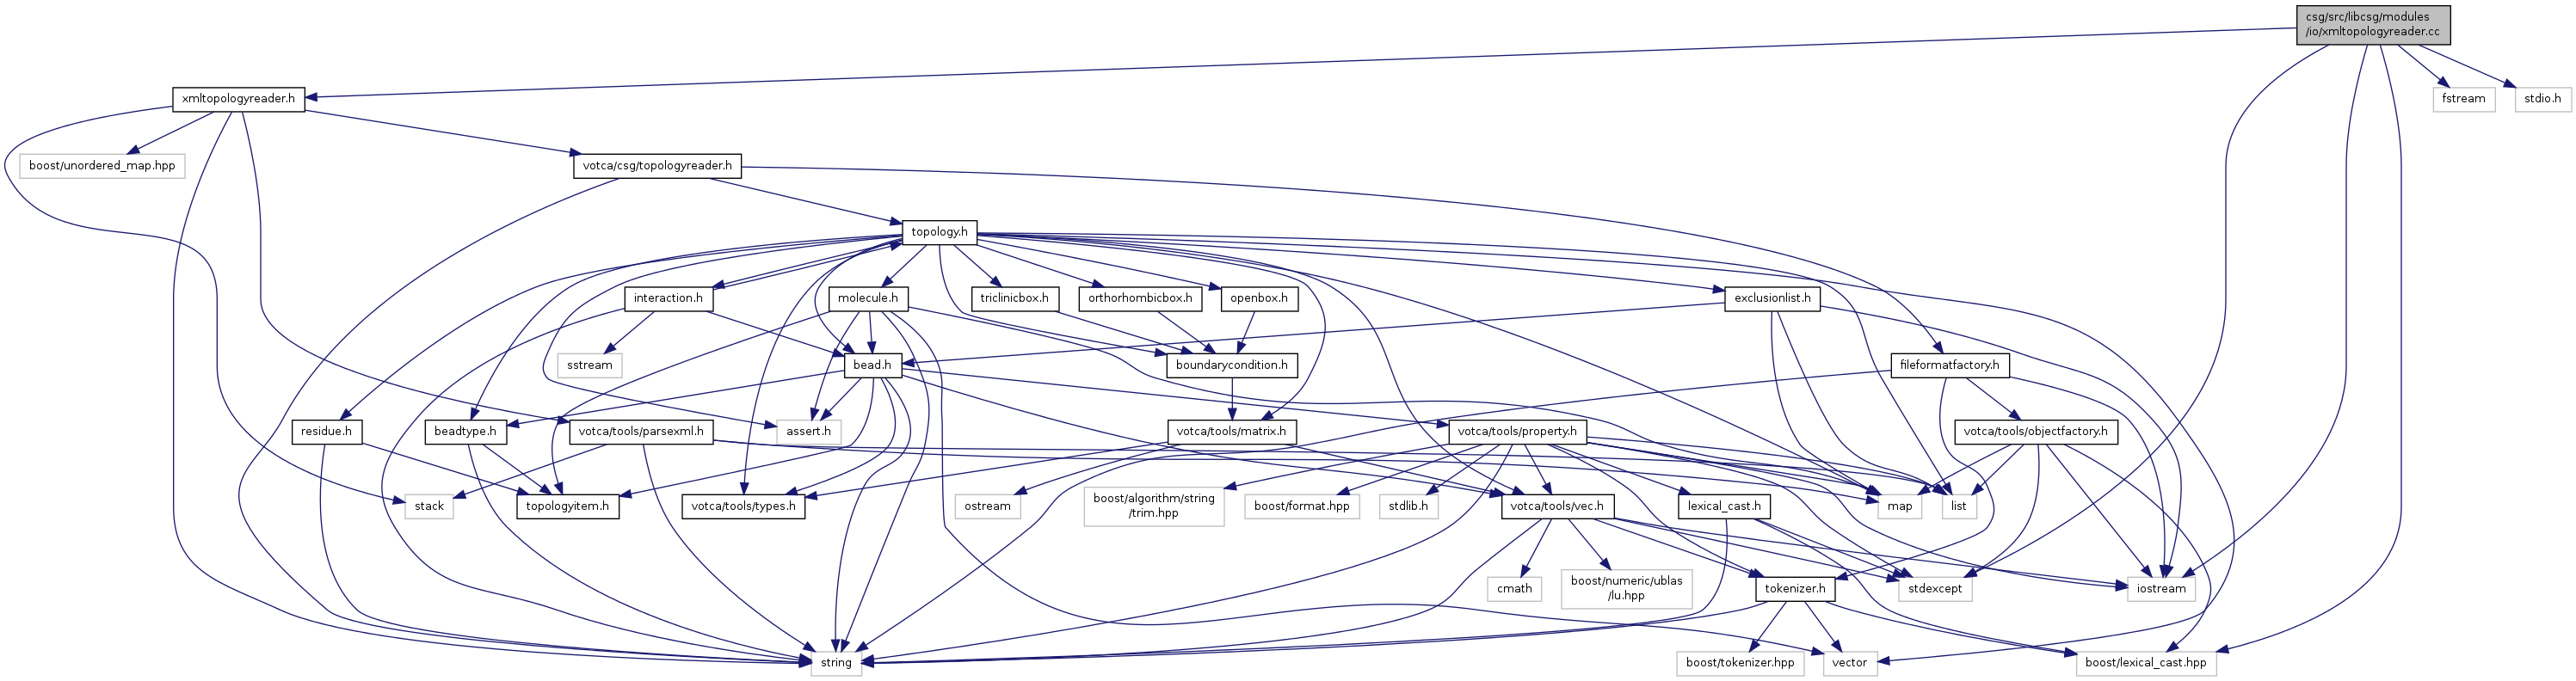 csg/src/libcsg/modules
/io/xmltopologyreader.cc
xmltopologyreader.h
fstream
stdio.h
boost/unordered_map.hpp
votca/csg/topologyreader.h
topology.h
interaction.h
molecule.h
triclinicbox.h
orthorhombicbox.h
openbox.h
exclusionlist.h
sstream
bead.h
boundarycondition.h
fileformatfactory.h
residue.h
beadtype.h
votca/tools/parsexml.h
assert.h
votca/tools/matrix.h
votca/tools/property.h
votca/tools/objectfactory.h
stack
topologyitem.h
votca/tools/types.h
ostream
boost/algorithm/string
/trim.hpp
boost/format.hpp
stdlib.h
votca/tools/vec.h
lexical_cast.h
map
list
cmath
boost/numeric/ublas
/lu.hpp
tokenizer.h
stdexcept
iostream
string
boost/tokenizer.hpp
vector
boost/lexical_cast.hpp